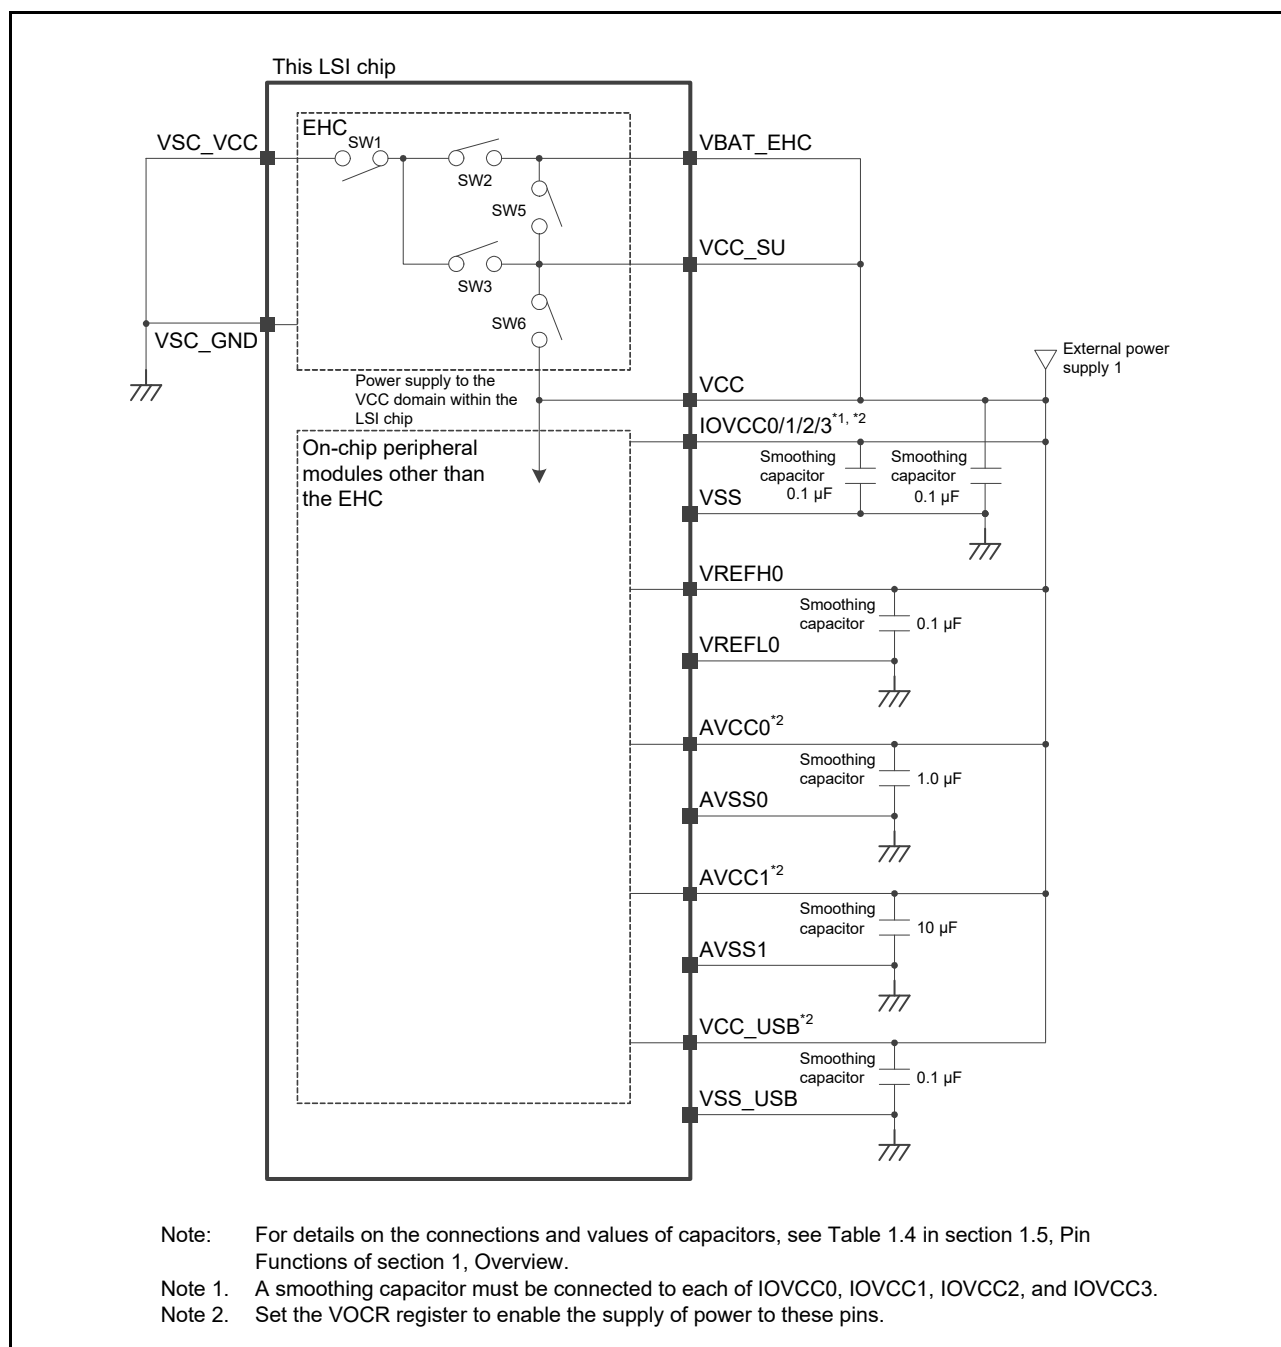 This LSI chip
EHC
VSC_VCC
SW1
VBAT_EHC
SW2
SW5
VCC_SU
SW3
SW6
VSC_GND
External power
supply 1
Power supply to the
VCC domain within the
LSI chip
VCC
IOVCC0/1/2/3*1, *2
On-chip peripheral
modules other than
the EHC
Smoothing
capacitor
0.1 µF
Smoothing
capacitor
0.1 µF
VSS
VREFH0
Smoothing
capacitor
0.1 µF
VREFL0
AVCC0*2
Smoothing
capacitor
1.0 µF
AVSS0
AVCC1*2
Smoothing
capacitor
10 µF
AVSS1
VCC_USB*2
Smoothing
capacitor
0.1 µF
VSS_USB
Note: For details on the connections and values of capacitors, see Table 1.4 in section 1.5, Pin
Functions of section 1, Overview.
Note 1. A smoothing capacitor must be connected to each of IOVCC0, IOVCC1, IOVCC2, and IOVCC3.
Note 2. Set the VOCR register to enable the supply of power to these pins.